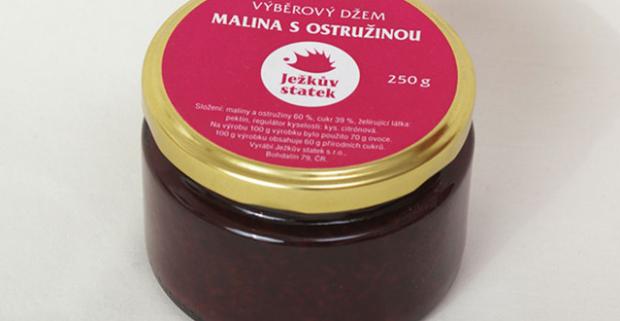 VÝBĚROVÝ DŽEM
MALINA S OSTRUŽINOU
Ježkův
statek
250 g
Složení: maliny a ostružiny 60 %, cukr 39 %, želírující látka:
pektin, regulátor kyselosti: kys. citrónová.
Na výrobu 100 g výrobku bylo použito 70 g ovoce.
100 g výrobku obsahuje 60 g přírodních cukrů.
Vyrábí Ježkův statek s.r.o.,
Bohdalín 79, ČR.